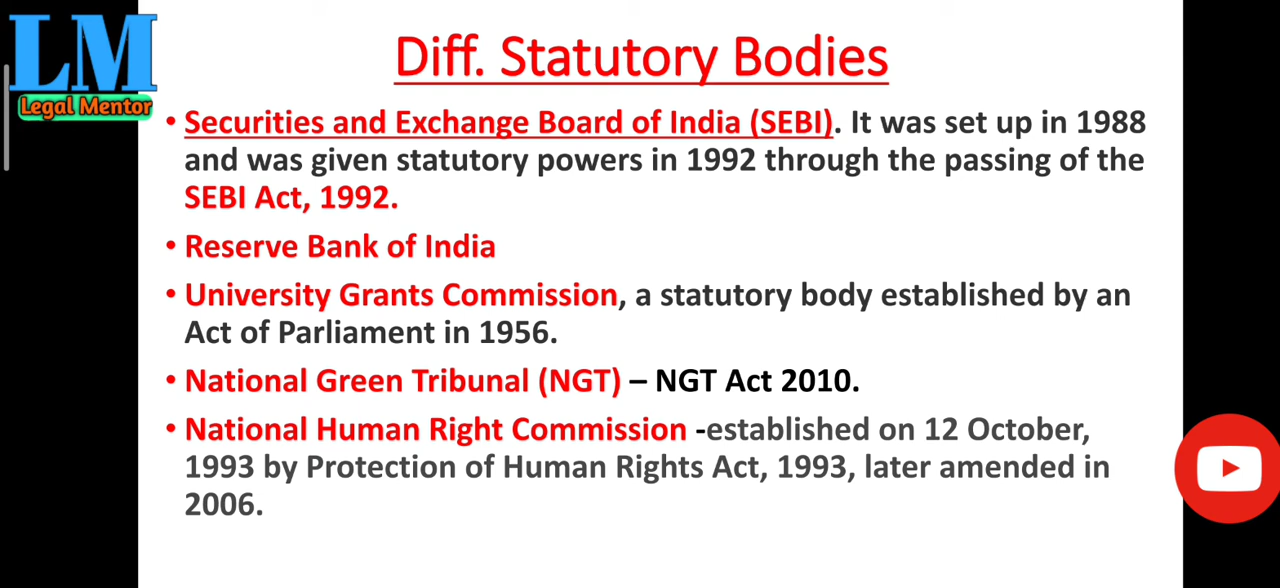 LM
Legal Mentor
Diff. Statutory Bodies
• Securities and Exchange Board of India (SEBI). It was set up in 1988
and was given statutory powers in 1992 through the passing of the
SEBI Act, 1992.
• Reserve Bank of India
• University Grants Commission, a statutory body established by an
Act of Parliament in 1956.
• National Green Tribunal (NGT) – NGT Act 2010.
• National Human Right Commission -established on 12 October,
1993 by Protection of Human Rights Act, 1993, later amended in
2006.